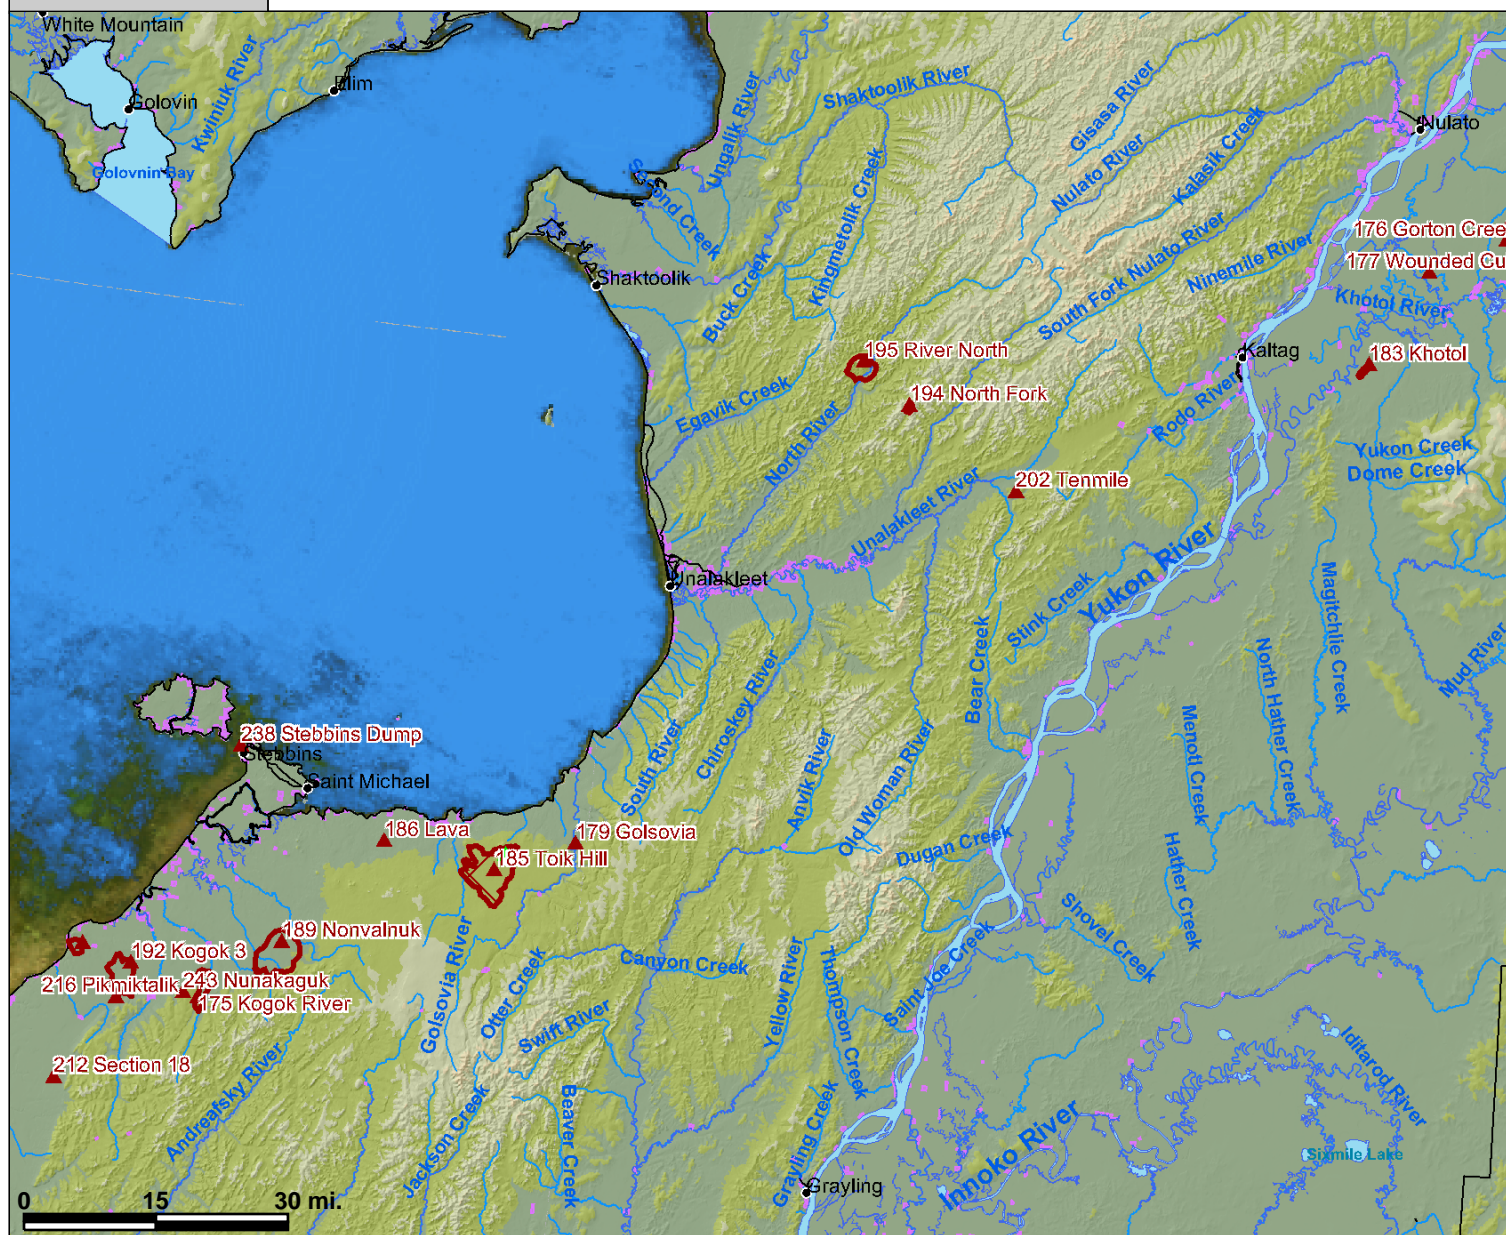 White Mountain
Elim
Golovin
Kwiniuk River
Golovnin Bay
Shaktoolik River
Ungalik River
Second Creek
Gisasa River
Nulato River
Kalasik Creek
Nulato
Kingmetolik Creek
Buck Creek
Shaktoolik
South Fork Nulato River
Ninemile River
176 Gorton Cree
177 Wounded Cu
Khotol River
195 River North
Kaltag
183 Khotol
194 North Fork
Egavik Creek
North River
Rodo River
Yukon Creek
Dome Creek
202 Tenmile
Unalakleet River
Unalakleet
Yukon River
Stink Creek
Bear Creek
Magitchlie Creek
North Hather Creek
Mud River
Menotl Creek
Chiroskey River
South River
Anvik River
Old Woman River
238 Stebbins Dump
Stebbins
Saint Michael
186 Lava
179 Golsovia
185 Toik Hill
Dugan Creek
Hather Creek
Shovel Creek
189 Nonvalnuk
192 Kogok 3
216 Pikmiktalik
243 Nunakaguk
175 Kogok River
Golsovia River
Otter Creek
Canyon Creek
Yellow River
Thompson Creek
Saint Joe Creek
Swift River
212 Section 18
Andreafsky River
Jackson Creek
Beaver Creek
Grayling Creek
Grayling
Innoko River
Iditarod River
Sixmile Lake
0 15 30 mi.